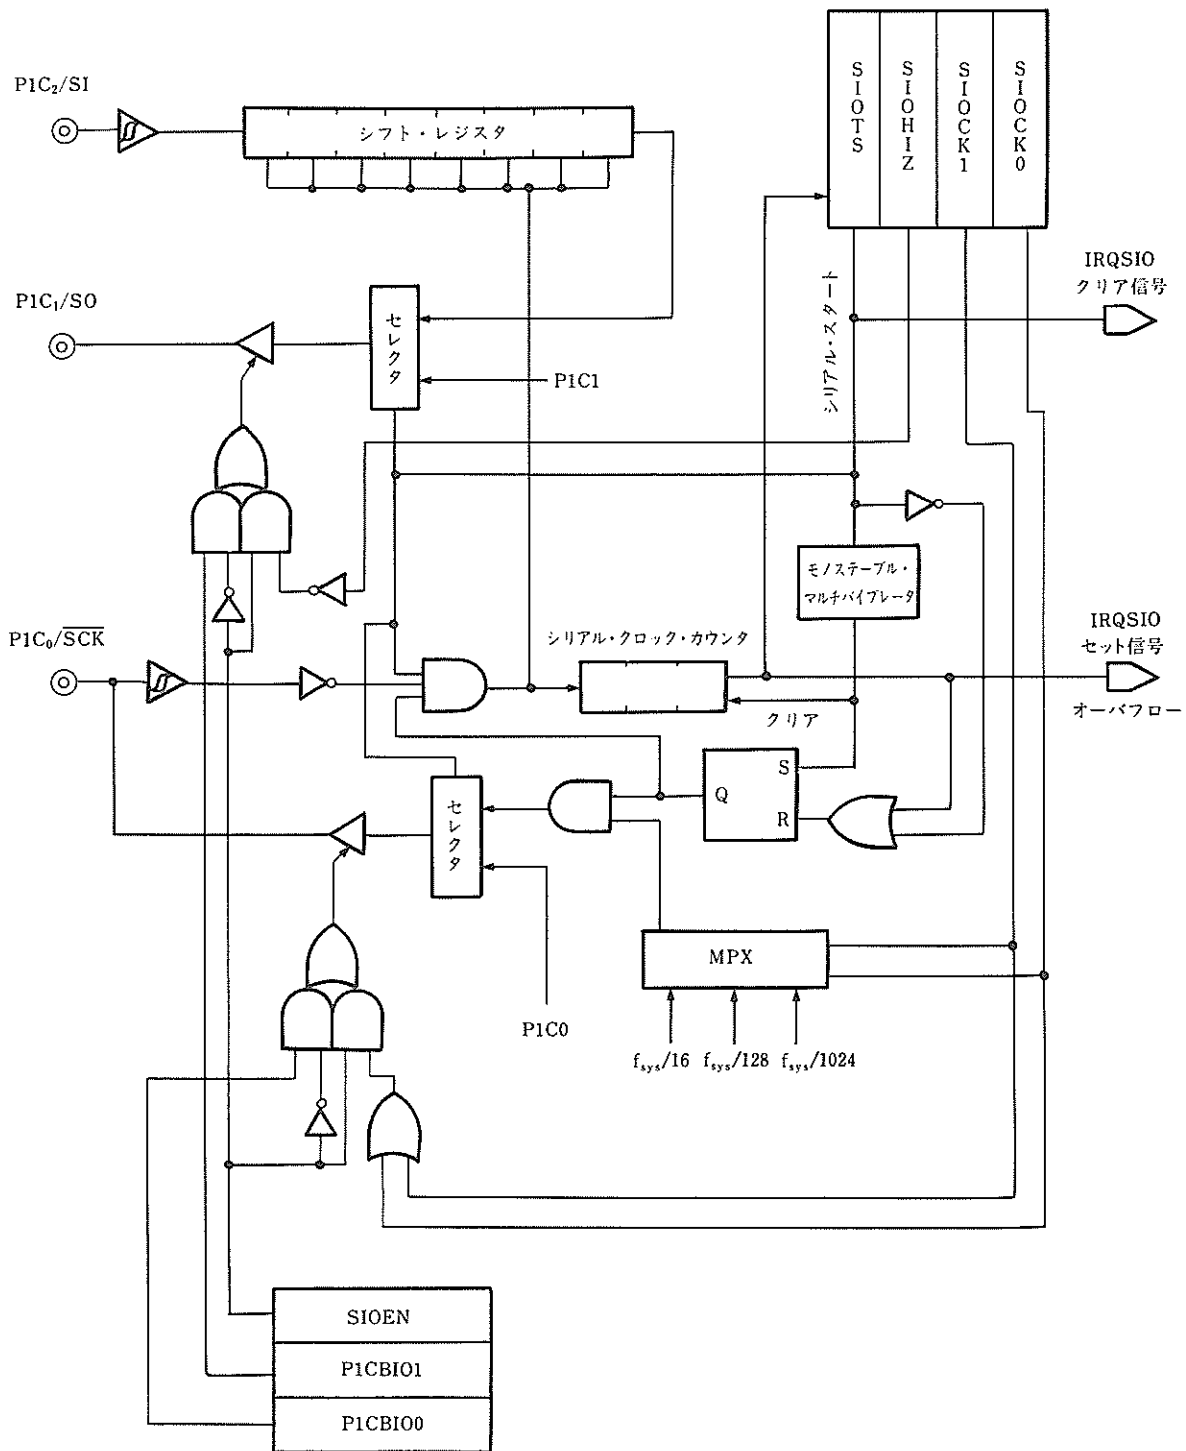 P1C₂/SI
シフト・レジスタ
SIOTS
SIOHIZ
SIOCK1
SIOCK0
IRQSIO
クリア信号
P1C₁/SO
セレクタ
P1C1
シリアル・スタート
モノステーブル・
マルチバイブレータ
P1C₀/S̅C̅K̅
シリアル・クロック・カウンタ
IRQSIO
セット信号
オーバフロー
クリア
S
Q
R
セレクタ
MPX
P1C0
fsys/16 fsys/128 fsys/1024
SIOEN
P1CBIO1
P1CBIO0